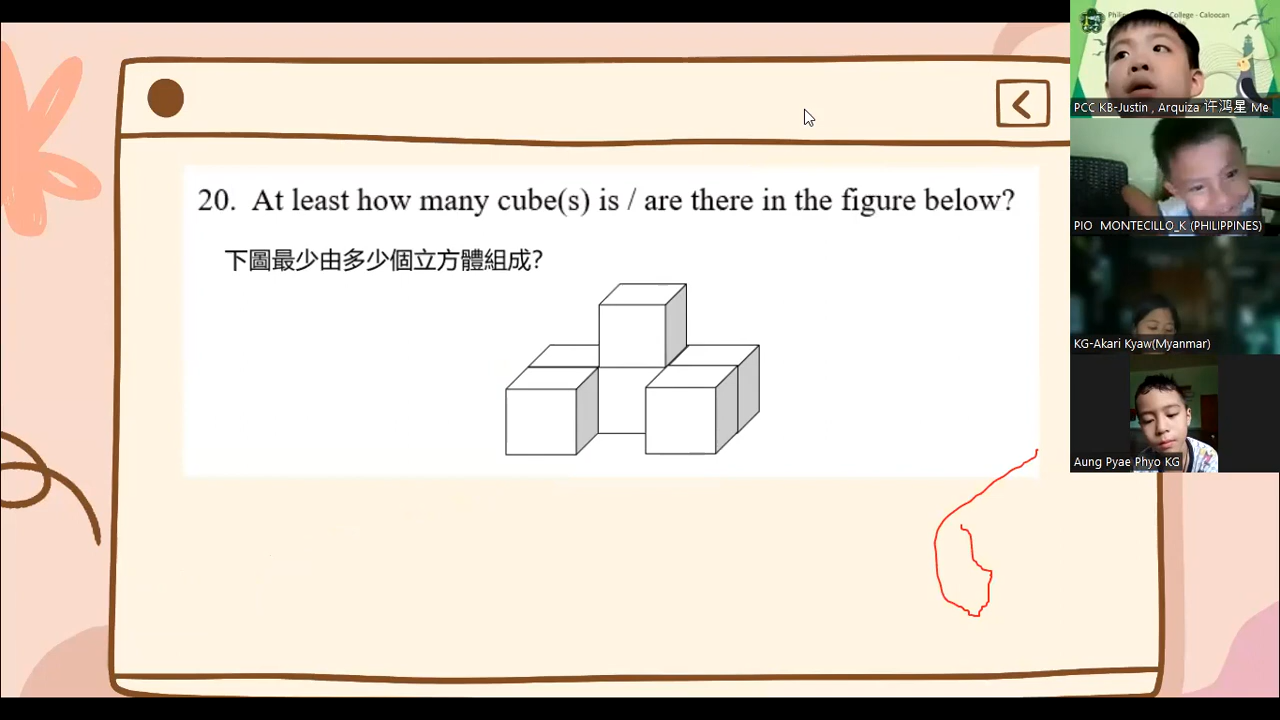 20. At least how many cube(s) is / are there in the figure below?
下圖最少由多少個立方體組成？
College - Caloocan
PCC KB-Justin , Arquiza 许鸿星 Me
PIO MONTECILLO_K (PHILIPPINES)
KG-Akari Kyaw(Myanmar)
Aung Pyae Phyo KG